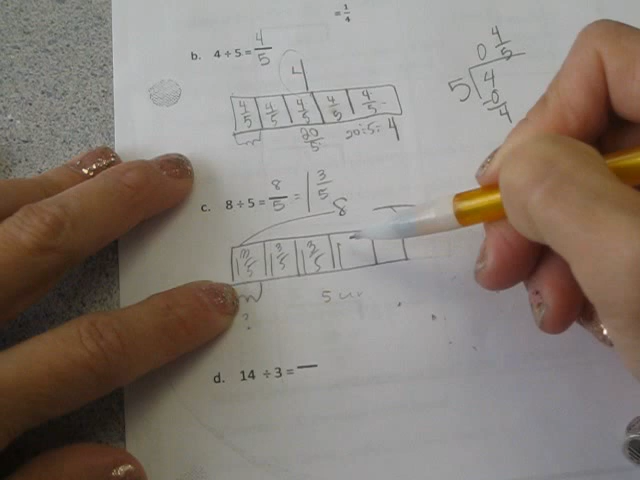 = 1/4
b. 4 ÷ 5 = 4/5
4
4/5 4/5 4/5 4/5 4/5
20/5 20÷5= 4
0 4/5
5 4
-0
4
c. 8 ÷ 5 = 8/5 = 1 3/5
8
1 3/5 1 3/5 1 3/5 1
5
?
d. 14 ÷ 3 =